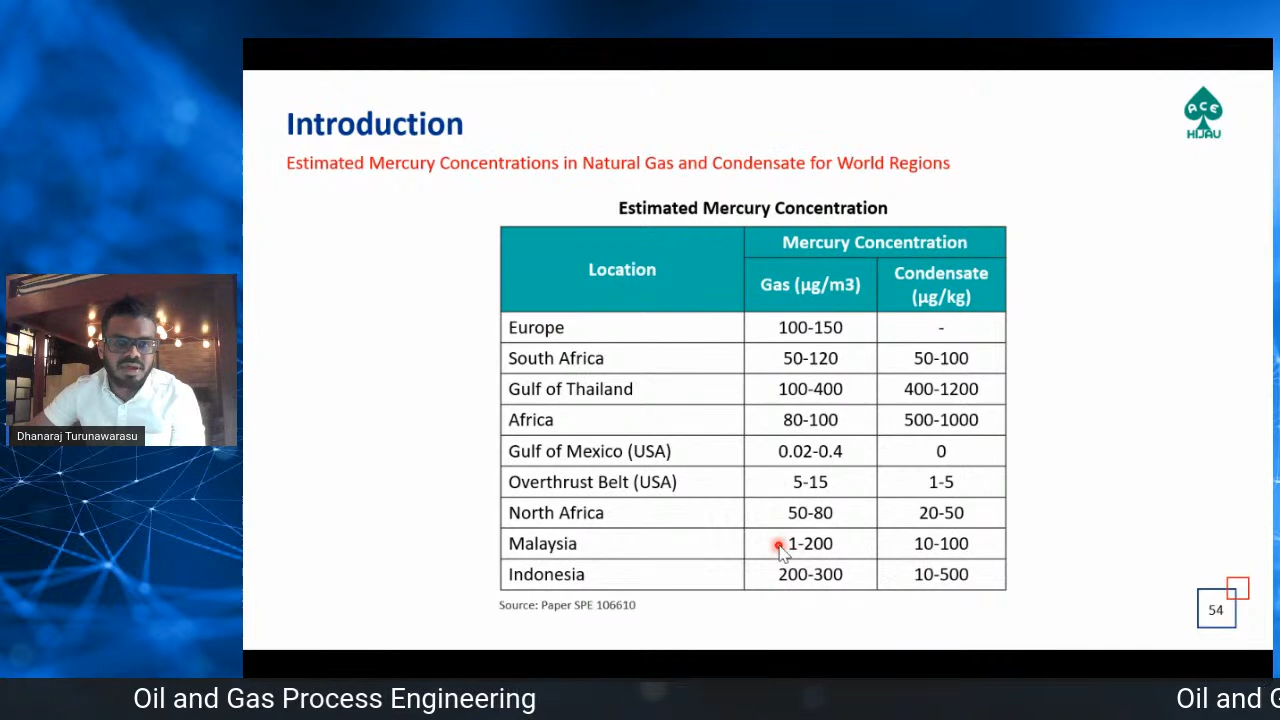 Introduction
ACE
HIJAU
Estimated Mercury Concentrations in Natural Gas and Condensate for World Regions
Estimated Mercury Concentration
Location
Mercury Concentration
Gas (µg/m3)
Condensate
(µg/kg)
Europe 100-150 -
South Africa 50-120 50-100
Gulf of Thailand 100-400 400-1200
Africa 80-100 500-1000
Gulf of Mexico (USA) 0.02-0.4 0
Overthrust Belt (USA) 5-15 1-5
North Africa 50-80 20-50
Malaysia 1-200 10-100
Indonesia 200-300 10-500
Source: Paper SPE 106610
54
Dhanaraj Turunawarasu
Oil and Gas Process Engineering
Oil and G